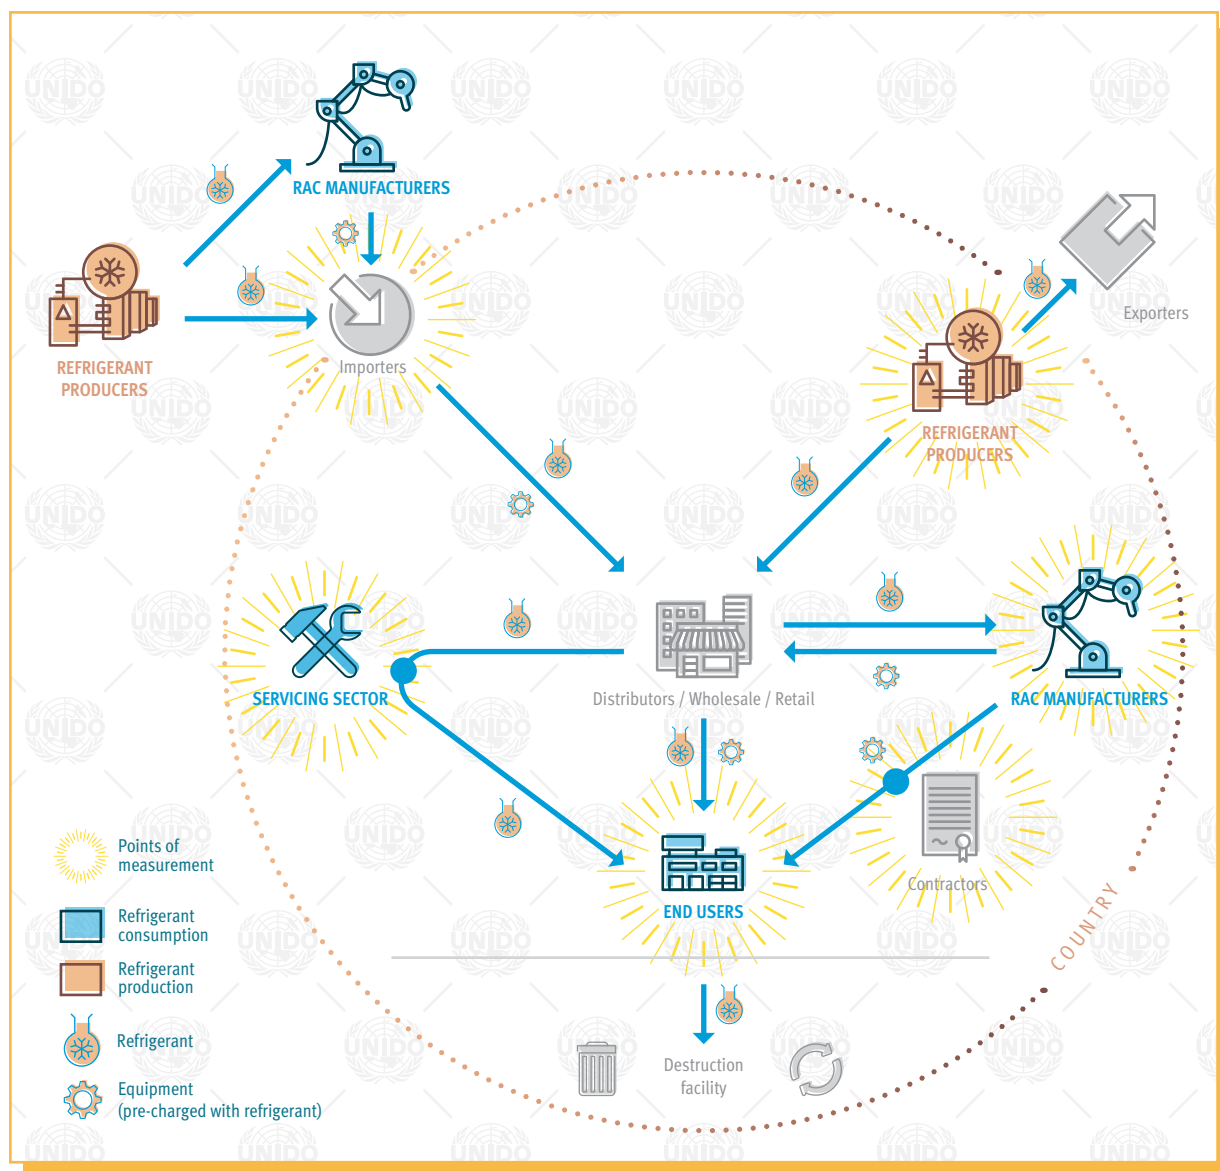 RAC MANUFACTURERS
REFRIGERANT
PRODUCERS
Importers
Exporters
REFRIGERANT
PRODUCERS
SERVICING SECTOR
Distributors / Wholesale / Retail
RAC MANUFACTURERS
Contractors
END USERS
COUNTRY
Destruction
facility
Points of
measurement
Refrigerant
consumption
Refrigerant
production
Refrigerant
Equipment
(pre-charged with refrigerant)
UNIDO